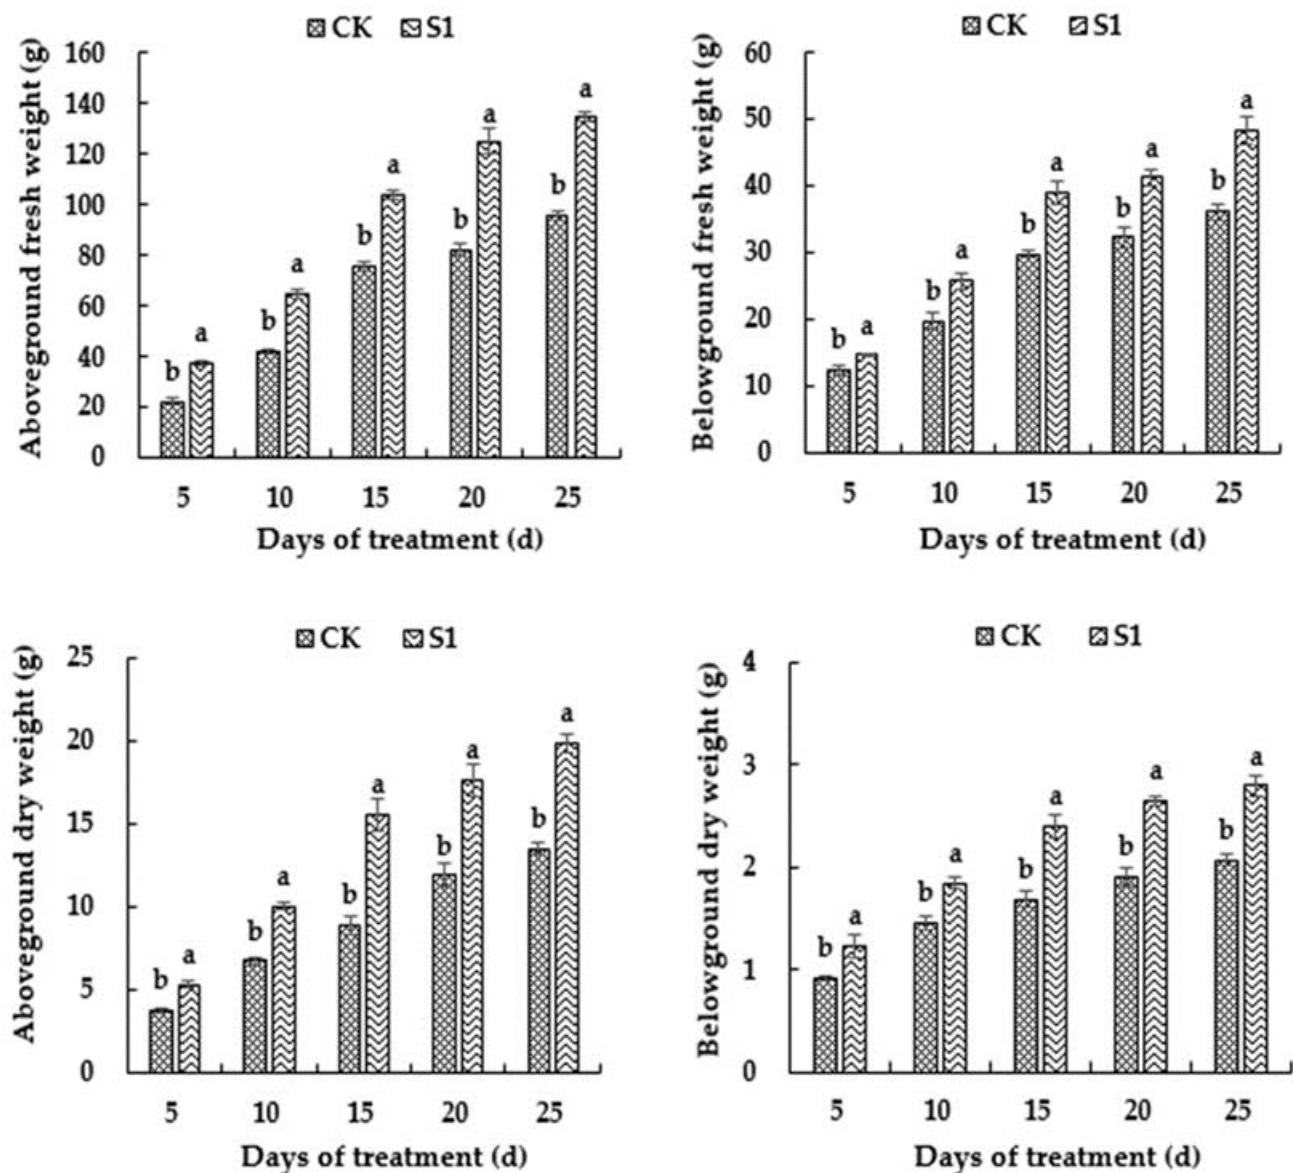 CK S1
Aboveground fresh weight (g)
160
140
120
100
80
60
40
20
0
b a b a b a b a b a
5 10 15 20 25
Days of treatment (d)
CK S1
Belowground fresh weight (g)
60
50
40
30
20
10
0
b a b a b a b a b a
5 10 15 20 25
Days of treatment (d)
CK S1
Aboveground dry weight (g)
25
20
15
10
5
0
b a b a b a b a b a
5 10 15 20 25
Days of treatment (d)
CK S1
Belowground dry weight (g)
4
3
2
1
0
b a b a b a b a b a
5 10 15 20 25
Days of treatment (d)